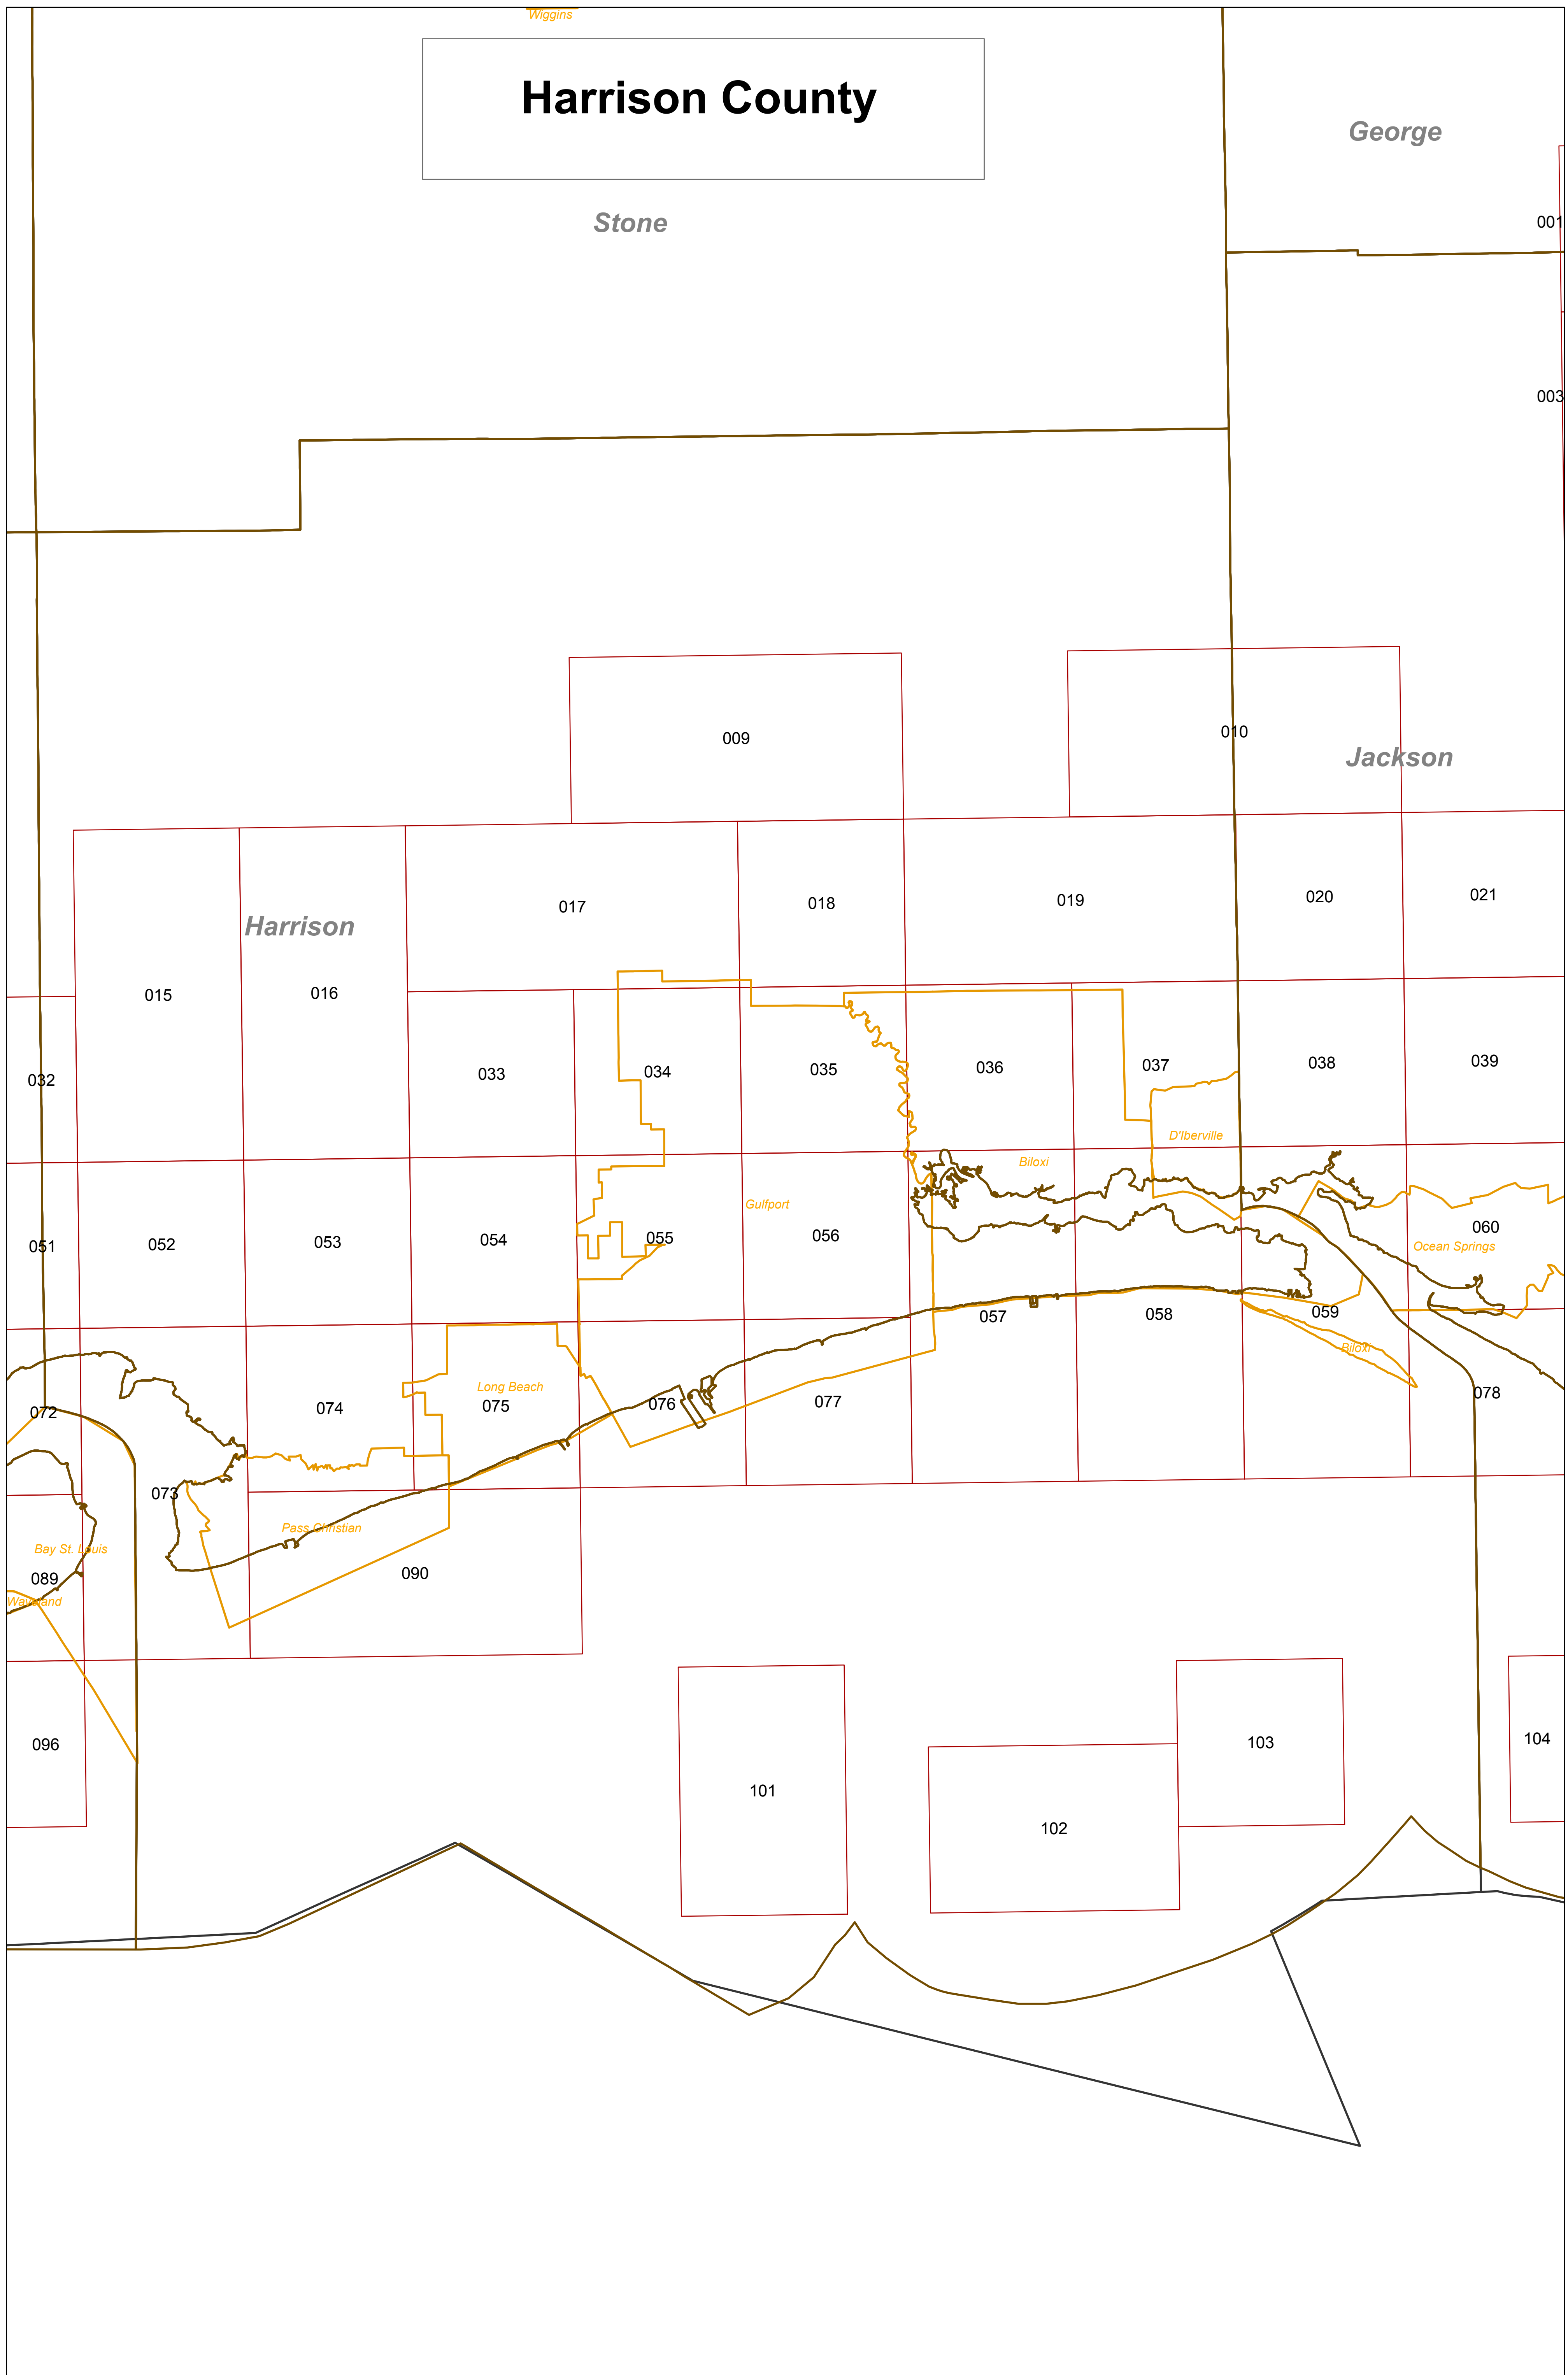 Wiggins
Harrison County
George
Stone
001
003
009
010
Jackson
017
018
019
020
021
Harrison
015
016
032
033
034
035
036
037
038
039
D'Iberville
Biloxi
Gulfport
051
052
053
054
055
056
060
Ocean Springs
057
058
059
Biloxi
Long Beach
072
074
075
076
077
078
073
Pass Christian
Bay St. Louis
089
090
Waveland
096
101
102
103
104